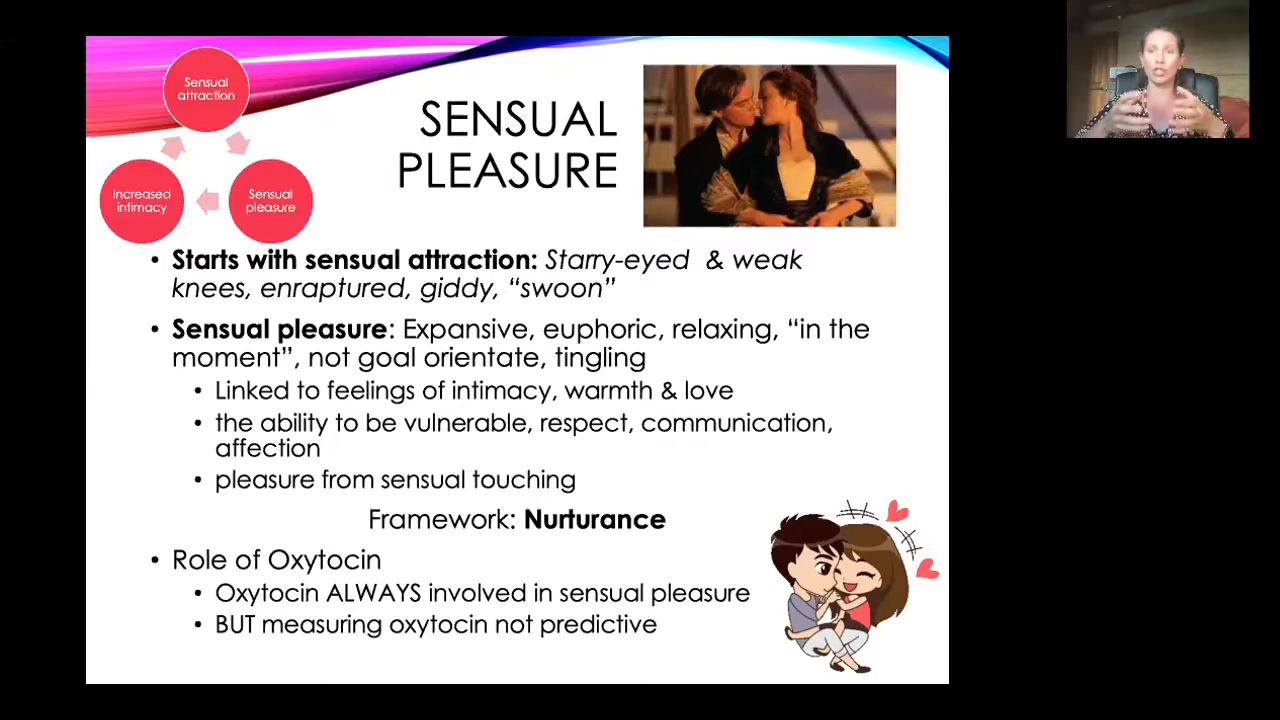 Sensual
attraction
Increased
intimacy
Sensual
pleasure
SENSUAL
PLEASURE
• Starts with sensual attraction: Starry-eyed & weak
knees, enraptured, giddy, “swoon”
• Sensual pleasure: Expansive, euphoric, relaxing, “in the
moment”, not goal orientate, tingling
• Linked to feelings of intimacy, warmth & love
• the ability to be vulnerable, respect, communication,
affection
• pleasure from sensual touching
Framework: Nurturance
• Role of Oxytocin
• Oxytocin ALWAYS involved in sensual pleasure
• BUT measuring oxytocin not predictive